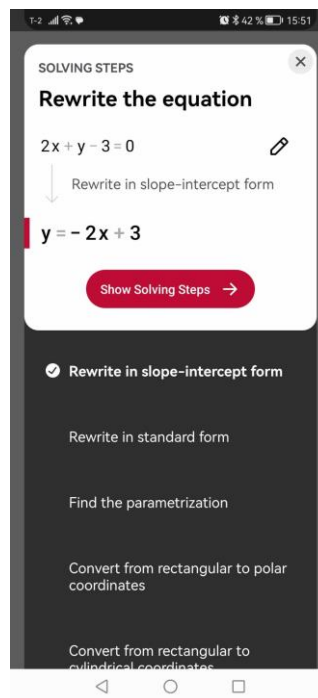 T-2 42 % 15:51
SOLVING STEPS
Rewrite the equation
2x + y - 3 = 0
Rewrite in slope-intercept form
y = - 2x + 3
Show Solving Steps →
Rewrite in slope-intercept form
Rewrite in standard form
Find the parametrization
Convert from rectangular to polar
coordinates
Convert from rectangular to
cylindrical coordinates